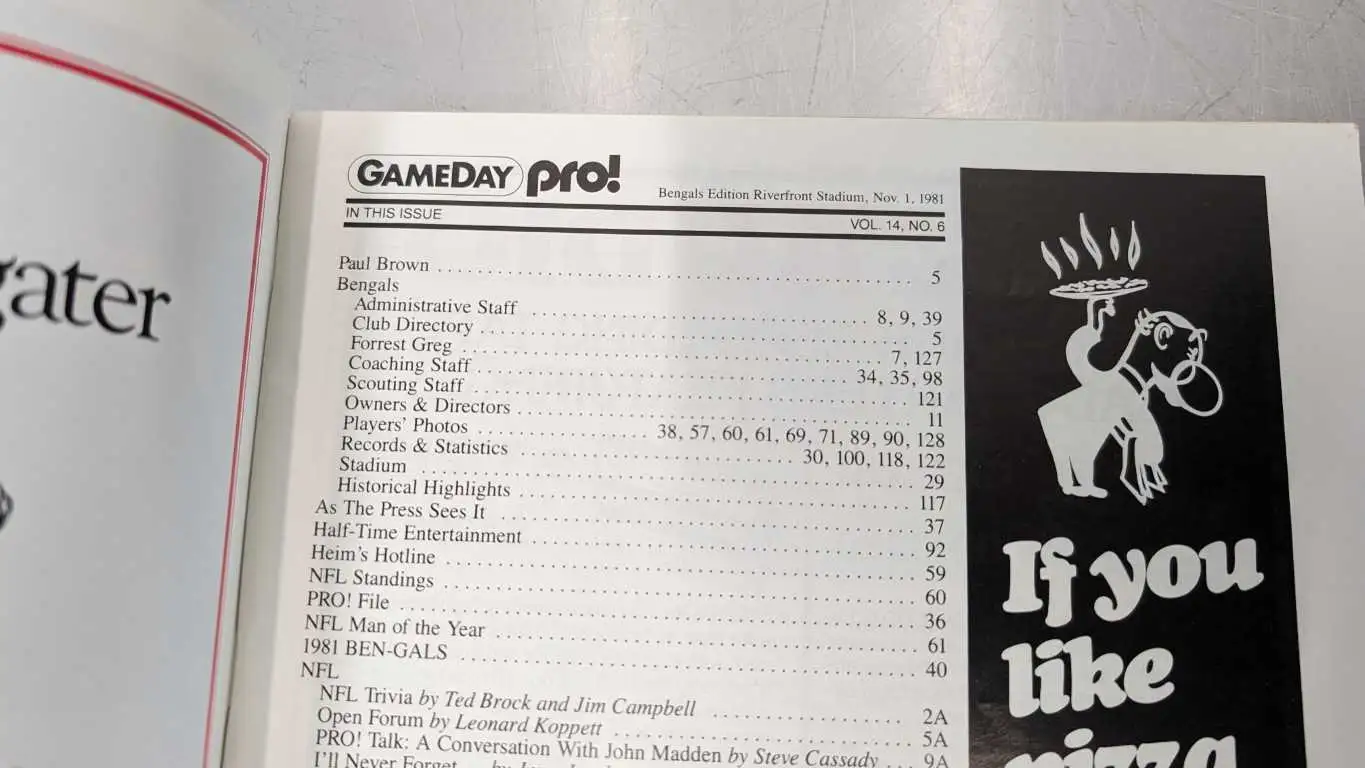 gater
GAMEDAY pro!
Bengals Edition Riverfront Stadium, Nov. 1, 1981
IN THIS ISSUE VOL. 14, NO. 6
Paul Brown 5
Bengals
Administrative Staff 8, 9, 39
Club Directory 5
Forrest Greg 7, 127
Coaching Staff 34, 35, 98
Scouting Staff 121
Owners & Directors 11
Players' Photos 38, 57, 60, 61, 69, 71, 89, 90, 128
Records & Statistics 30, 100, 118, 122
Stadium 29
Historical Highlights 117
As The Press Sees It 37
Half-Time Entertainment 92
Heim's Hotline 59
NFL Standings 60
PRO! File 36
NFL Man of the Year 61
1981 BEN-GALS 40
NFL
NFL Trivia by Ted Brock and Jim Campbell 2A
Open Forum by Leonard Koppett 5A
PRO! Talk: A Conversation With John Madden by Steve Cassady 9A
I'll Never Forget
If you
like
pizza